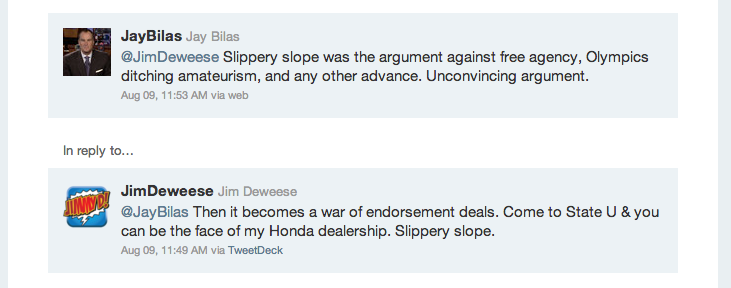 JayBilas Jay Bilas
@JimDeweese Slippery slope was the argument against free agency, Olympics
ditching amateurism, and any other advance. Unconvincing argument.
Aug 09, 11:53 AM via web
In reply to...
JIMMYD!
JimDeweese Jim Deweese
@JayBilas Then it becomes a war of endorsement deals. Come to State U & you
can be the face of my Honda dealership. Slippery slope.
Aug 09, 11:49 AM via TweetDeck